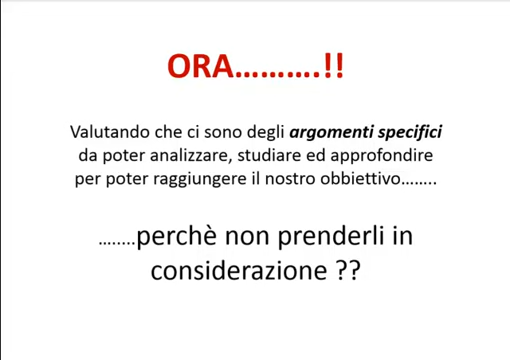 ORA……….!!
Valutando che ci sono degli argomenti specifici
da poter analizzare, studiare ed approfondire
per poter raggiungere il nostro obbiettivo……..
……..perchè non prenderli in
considerazione ??